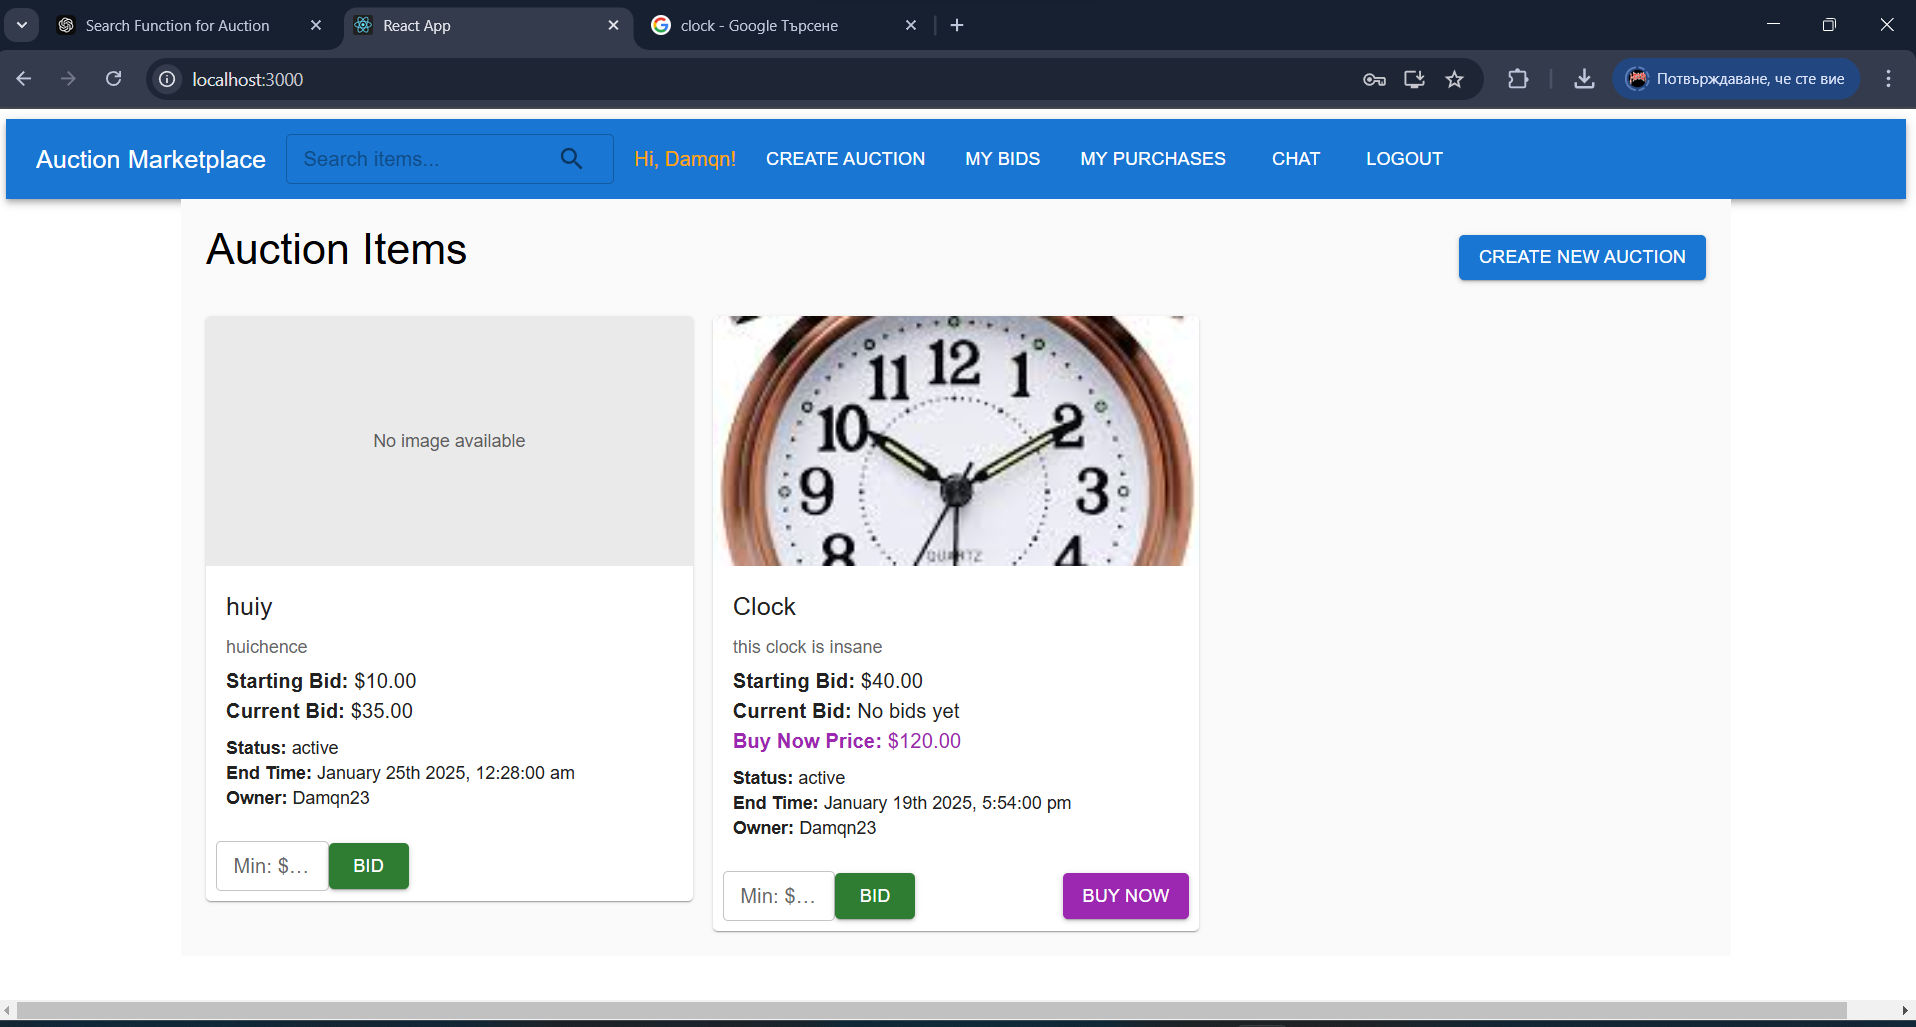 Search Function for Auction
React App
clock - Google Търсене
localhost:3000
Потвърждаване, че сте вие
Auction Marketplace
Search items...
Hi, Damqn!
CREATE AUCTION
MY BIDS
MY PURCHASES
CHAT
LOGOUT
Auction Items
CREATE NEW AUCTION
No image available
huiy
huichence
Starting Bid: $10.00
Current Bid: $35.00
Status: active
End Time: January 25th 2025, 12:28:00 am
Owner: Damqn23
Min: $...
BID
12
11
1
10
2
9
3
8
QUARTZ
4
Clock
this clock is insane
Starting Bid: $40.00
Current Bid: No bids yet
Buy Now Price: $120.00
Status: active
End Time: January 19th 2025, 5:54:00 pm
Owner: Damqn23
Min: $...
BID
BUY NOW